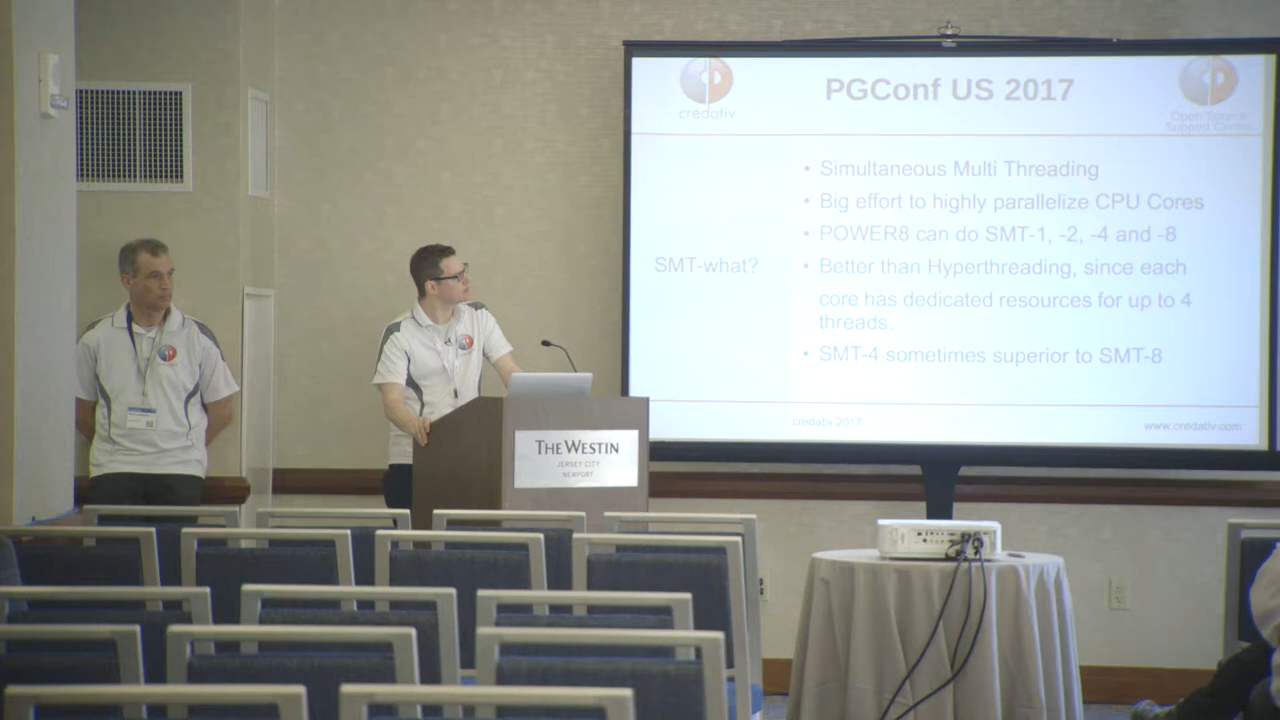 credativ
PGConf US 2017
Open Source
Support Center
SMT-what?
• Simultaneous Multi Threading
• Big effort to highly parallelize CPU Cores
• POWER8 can do SMT-1, -2, -4 and -8
• Better than Hyperthreading, since each
core has dedicated resources for up to 4
threads.
• SMT-4 sometimes superior to SMT-8
credativ 2017
www.credativ.com
THE WESTIN
JERSEY CITY
NEWPORT